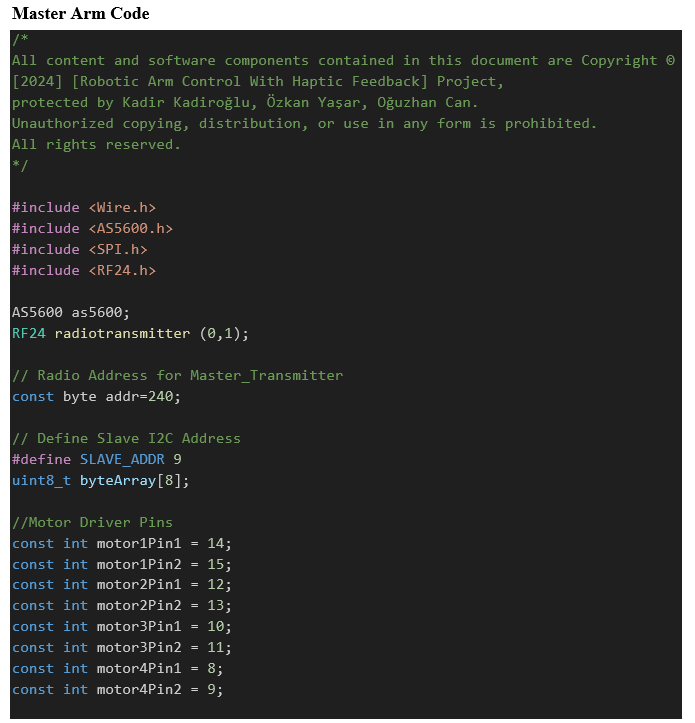 Master Arm Code
/*
All content and software components contained in this document are Copyright ©
[2024] [Robotic Arm Control With Haptic Feedback] Project,
protected by Kadir Kadiroğlu, Özkan Yaşar, Oğuzhan Can.
Unauthorized copying, distribution, or use in any form is prohibited.
All rights reserved.
*/
#include <Wire.h>
#include <AS5600.h>
#include <SPI.h>
#include <RF24.h>
AS5600 as5600;
RF24 radiotransmitter (0,1);
// Radio Address for Master_Transmitter
const byte addr=240;
// Define Slave I2C Address
#define SLAVE_ADDR 9
uint8_t byteArray[8];
//Motor Driver Pins
const int motor1Pin1 = 14;
const int motor1Pin2 = 15;
const int motor2Pin1 = 12;
const int motor2Pin2 = 13;
const int motor3Pin1 = 10;
const int motor3Pin2 = 11;
const int motor4Pin1 = 8;
const int motor4Pin2 = 9;